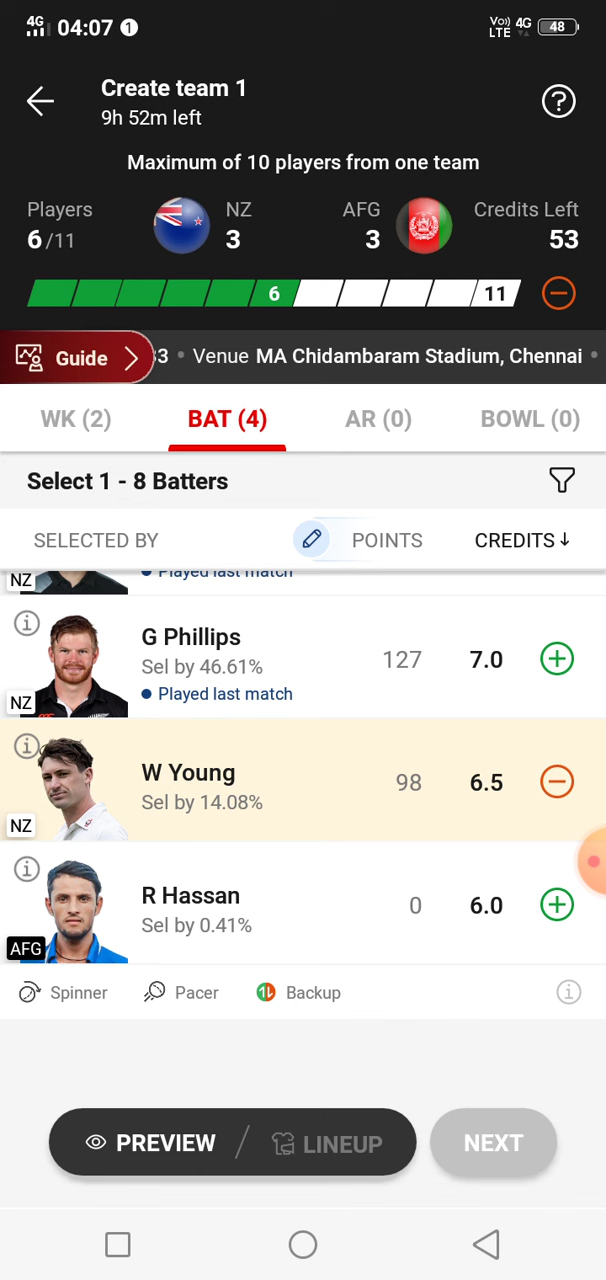 4G 04:07 1 Vo)) LTE 4G 48
Create team 1
9h 52m left
?
Maximum of 10 players from one team
Players NZ AFG Credits Left
6/11 3 3 53
6 11
Guide 33 • Venue MA Chidambaram Stadium, Chennai •
WK (2) BAT (4) AR (0) BOWL (0)
Select 1 - 8 Batters
SELECTED BY POINTS CREDITS↓
NZ • Played last match
G Phillips
Sel by 46.61% 127 7.0
NZ • Played last match
W Young
Sel by 14.08% 98 6.5
NZ
R Hassan
Sel by 0.41% 0 6.0
AFG
Spinner Pacer Backup i
PREVIEW / LINEUP NEXT